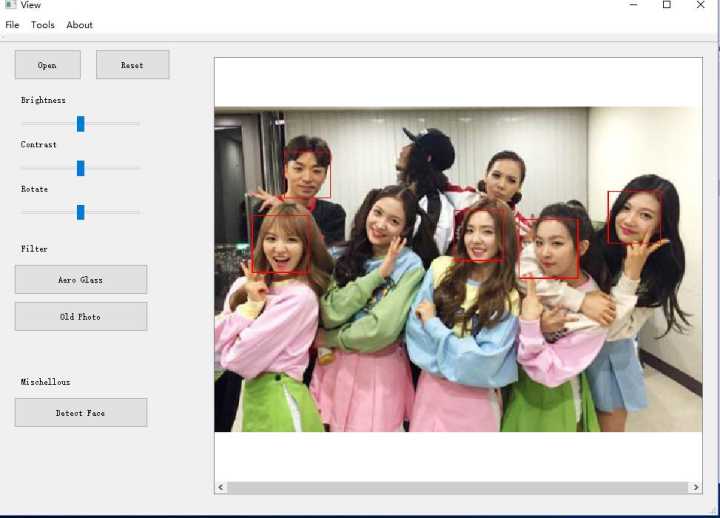 View
File Tools About
Open Reset
Brightness
Contrast
Rotate
Filter
Aero Glass
Old Photo
Mischellous
Detect Face